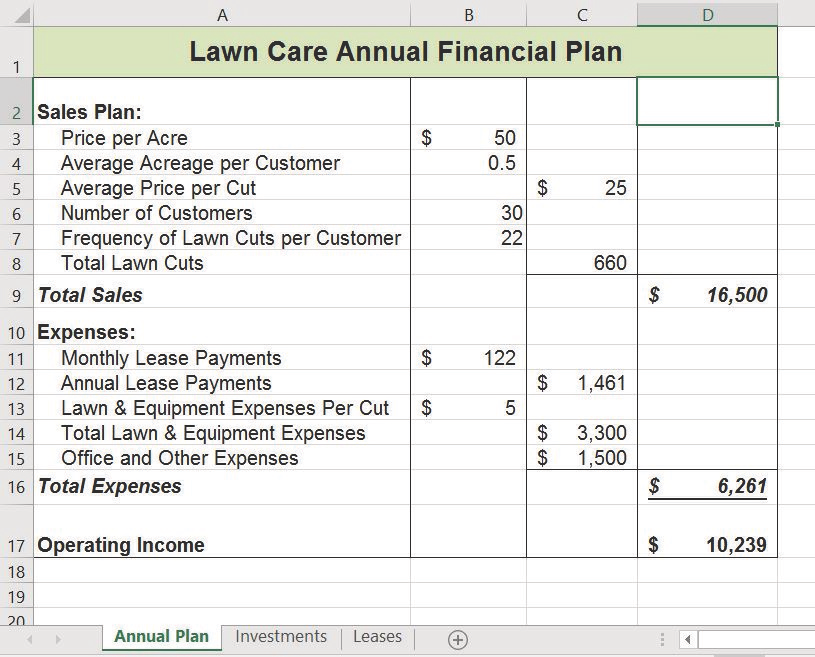 A B C D
1 Lawn Care Annual Financial Plan
2 Sales Plan:
3 Price per Acre $ 50
4 Average Acreage per Customer 0.5
5 Average Price per Cut $ 25
6 Number of Customers 30
7 Frequency of Lawn Cuts per Customer 22
8 Total Lawn Cuts 660
9 Total Sales $ 16,500
10 Expenses:
11 Monthly Lease Payments $ 122
12 Annual Lease Payments $ 1,461
13 Lawn & Equipment Expenses Per Cut $ 5
14 Total Lawn & Equipment Expenses $ 3,300
15 Office and Other Expenses $ 1,500
16 Total Expenses $ 6,261
17 Operating Income $ 10,239
18
19
20
Annual Plan Investments Leases